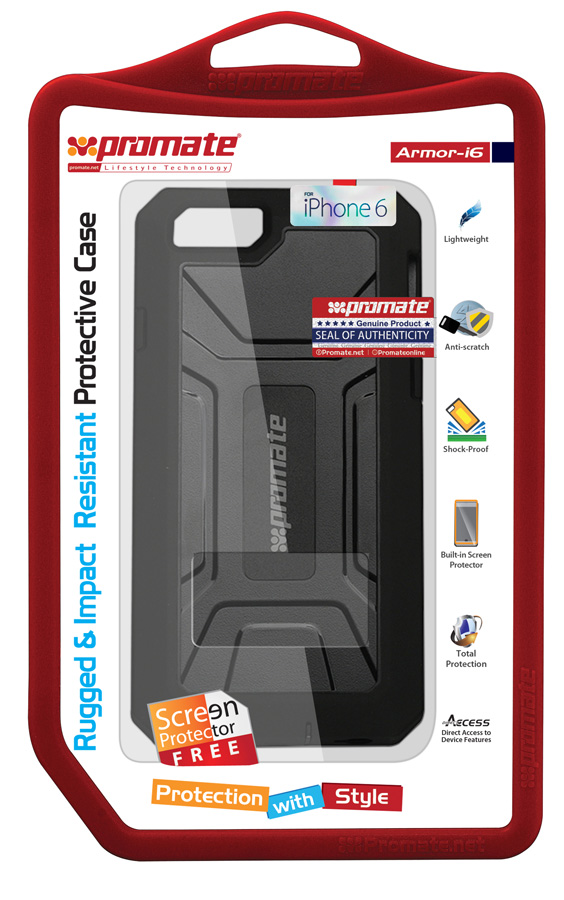 promate
promate
promate.net Lifestyle Technology
Armor-i6
FOR
iPhone 6
Lightweight
promate
Genuine Product
SEAL OF AUTHENTICITY
Promate.net | Promateonline
Anti-scratch
Rugged & Impact Resistant Protective Case
promate
Shock-Proof
Built-in Screen
Protector
Total
Protection
Access
Direct Access to
Device Features
Screen
Protector
FREE
Protection with Style
promate
Promate.net